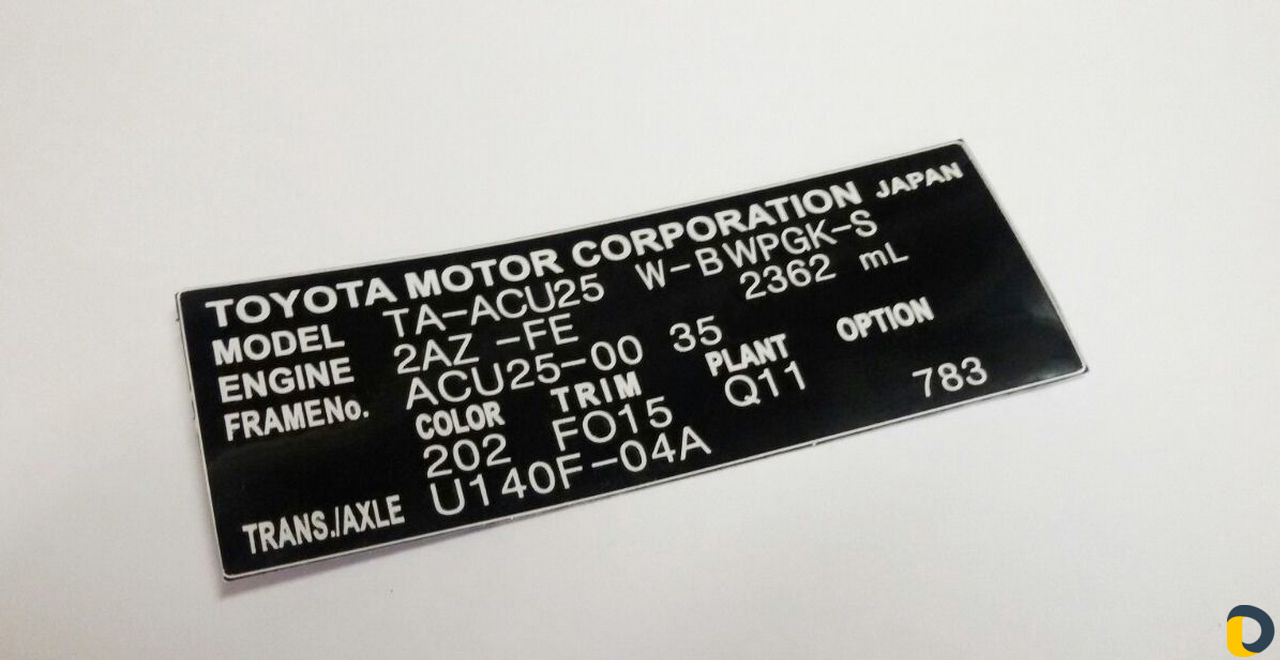 TOYOTA MOTOR CORPORATION JAPAN
MODEL TA-ACU25 W-BWPGK-S
ENGINE 2AZ -FE 2362 mL
FRAMENo. ACU25-00 35
COLOR TRIM PLANT OPTION
202 FO15 Q11 783
TRANS./AXLE U140F-04A